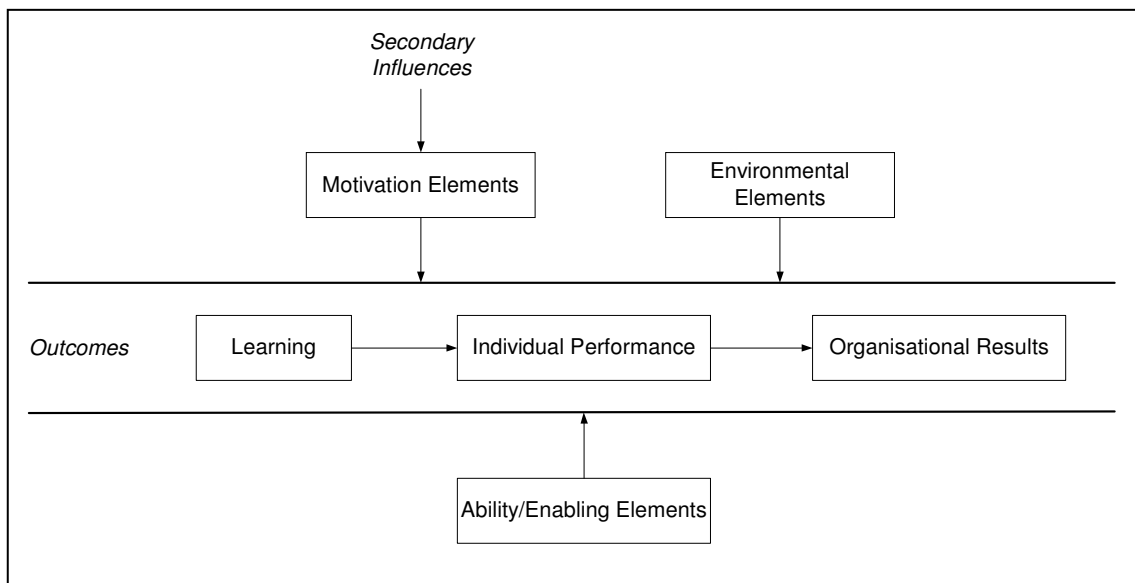 Secondary
Influences
Motivation Elements
Environmental
Elements
Outcomes
Learning
Individual Performance
Organisational Results
Ability/Enabling Elements